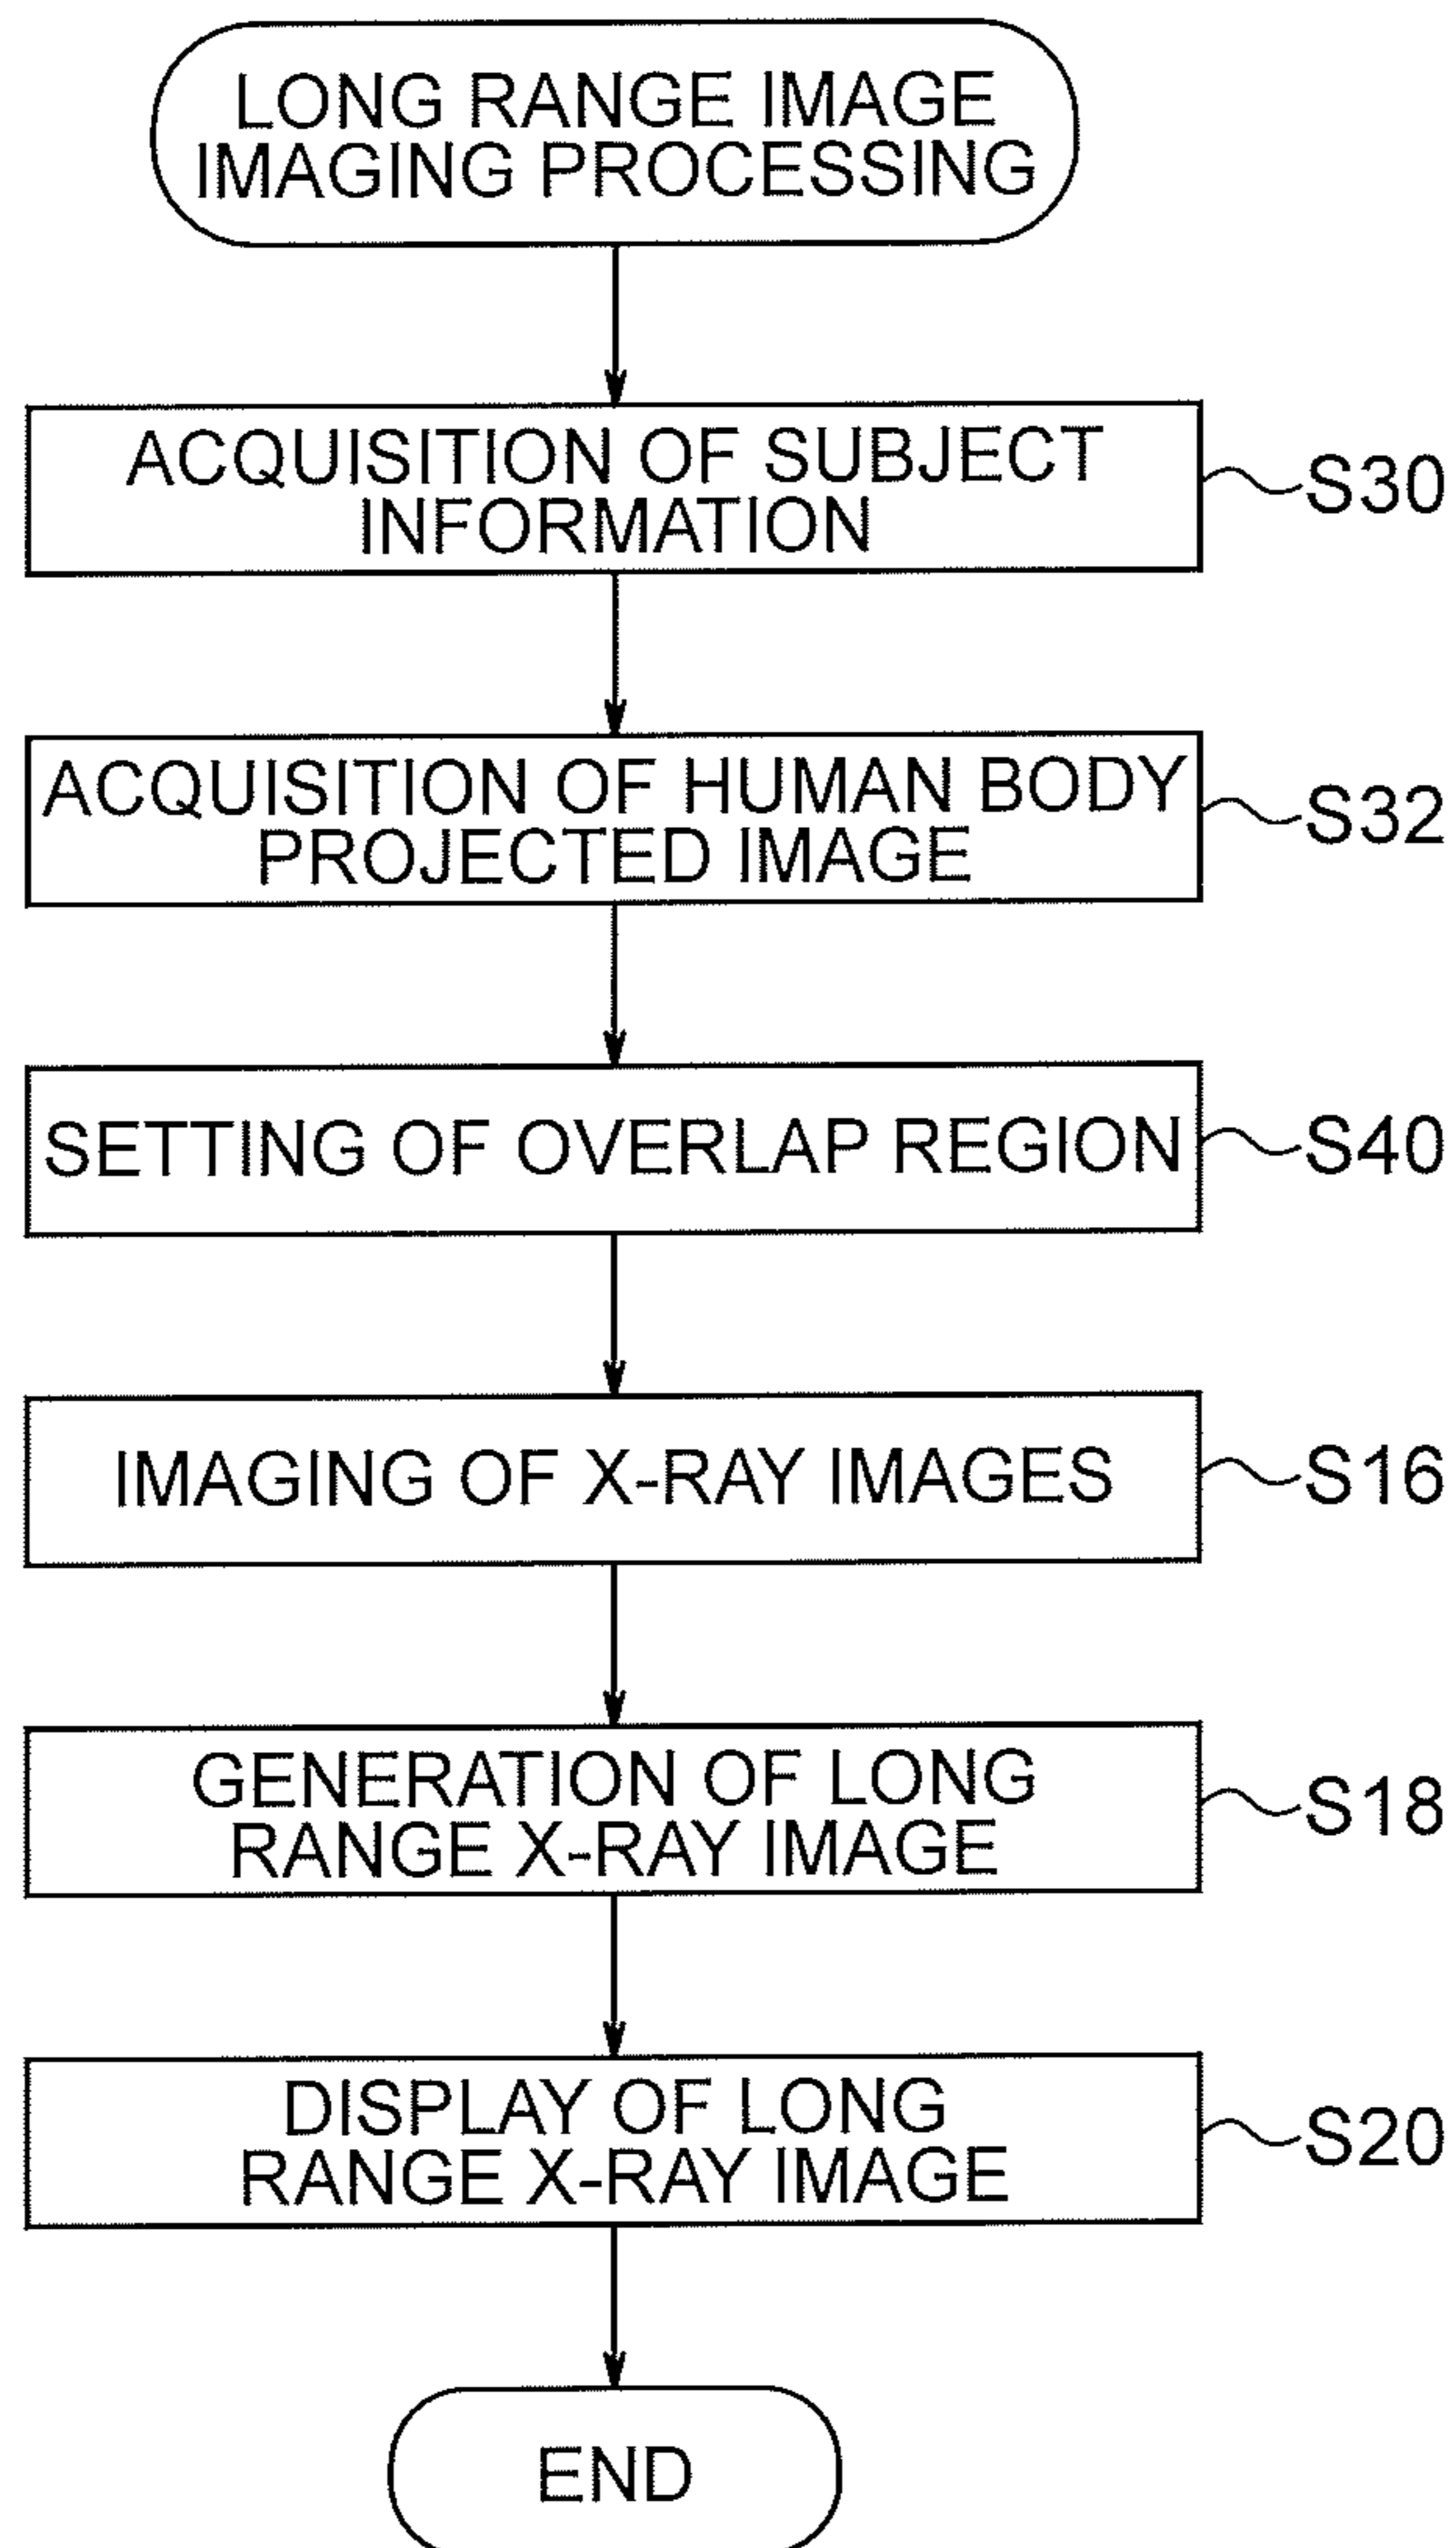 LONG RANGE IMAGE
IMAGING PROCESSING
ACQUISITION OF SUBJECT
INFORMATION
S30
ACQUISITION OF HUMAN BODY
PROJECTED IMAGE
S32
SETTING OF OVERLAP REGION
S40
IMAGING OF X-RAY IMAGES
S16
GENERATION OF LONG
RANGE X-RAY IMAGE
S18
DISPLAY OF LONG
RANGE X-RAY IMAGE
S20
END